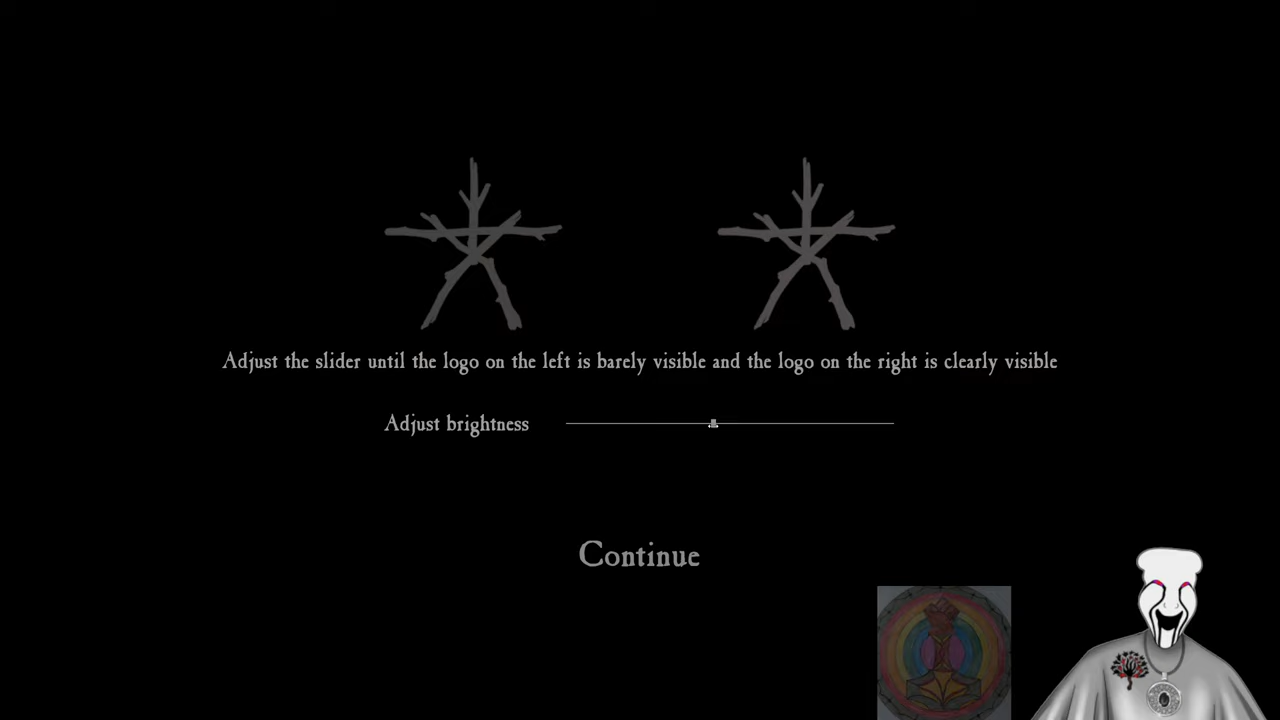 Adjust the slider until the logo on the left is barely visible and the logo on the right is clearly visible
Adjust brightness
Continue